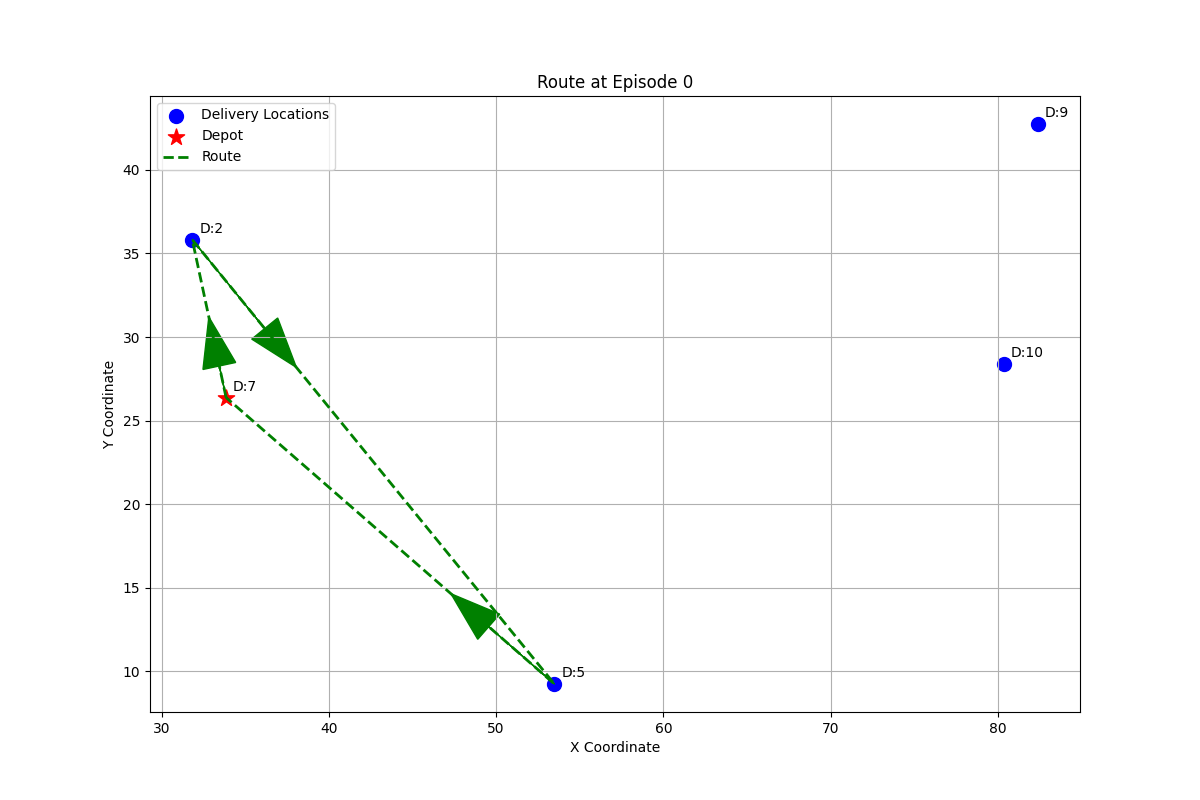 Route at Episode 0
Delivery Locations
Depot
Route
D:9
D:2
D:10
D:7
D:5
40
35
30
25
20
15
10
Y Coordinate
30 40 50 60 70 80
X Coordinate